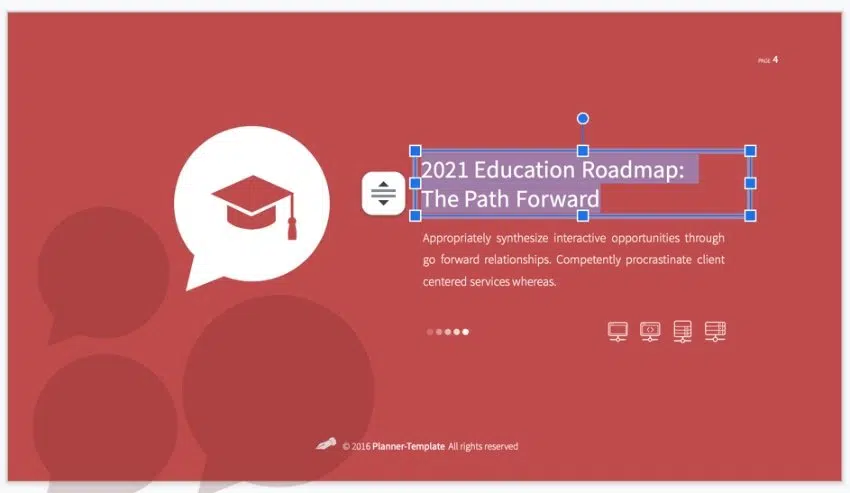 PAGE 4
2021 Education Roadmap:
The Path Forward
Appropriately synthesize interactive opportunities through
go forward relationships. Competently procrastinate client
centered services whereas.
© 2016 Planner-Template All rights reserved